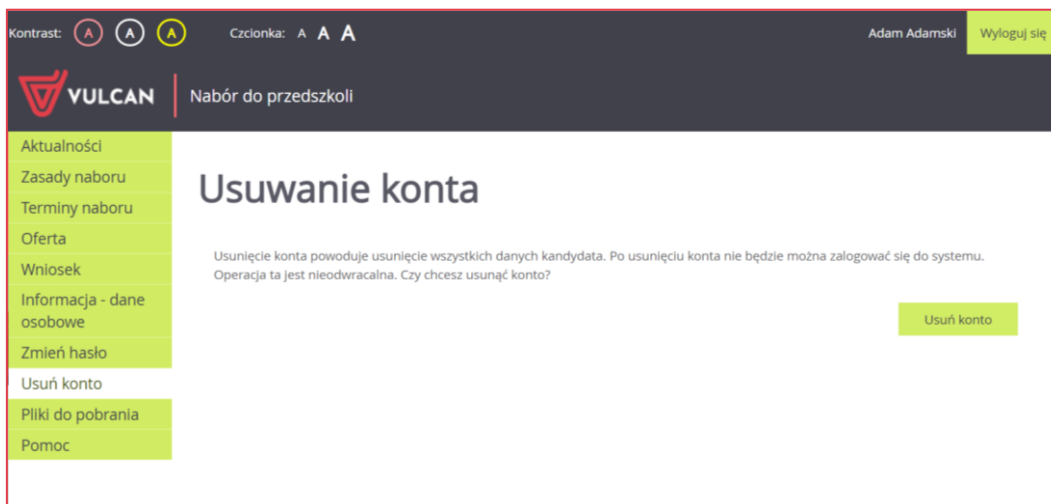 Kontrast: A A A Czcionka: A A A Adam Adamski Wyloguj się
VULCAN Nabór do przedszkoli
Aktualności
Zasady naboru
Terminy naboru
Oferta
Wniosek
Informacja - dane
osobowe
Zmień hasło
Usuń konto
Pliki do pobrania
Pomoc
Usuwanie konta
Usunięcie konta powoduje usunięcie wszystkich danych kandydata. Po usunięciu konta nie będzie można zalogować się do systemu.
Operacja ta jest nieodwracalna. Czy chcesz usunąć konto?
Usuń konto